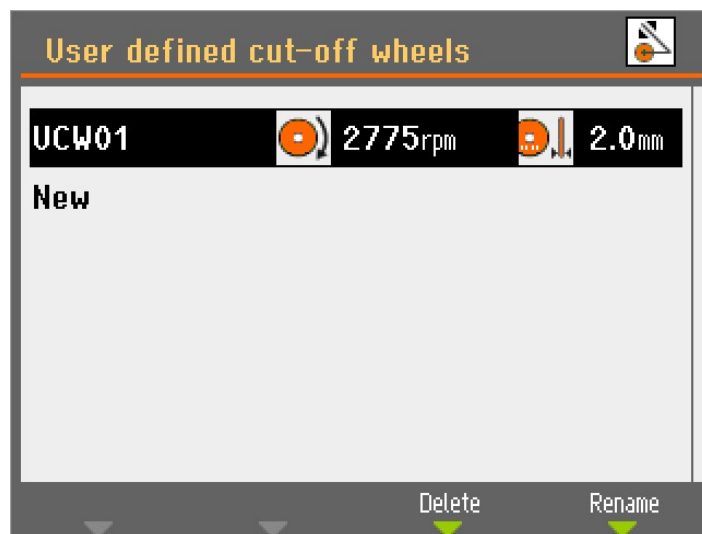 User defined cut-off wheels
UCW01 2775rpm 2.0mm
New
Delete Rename